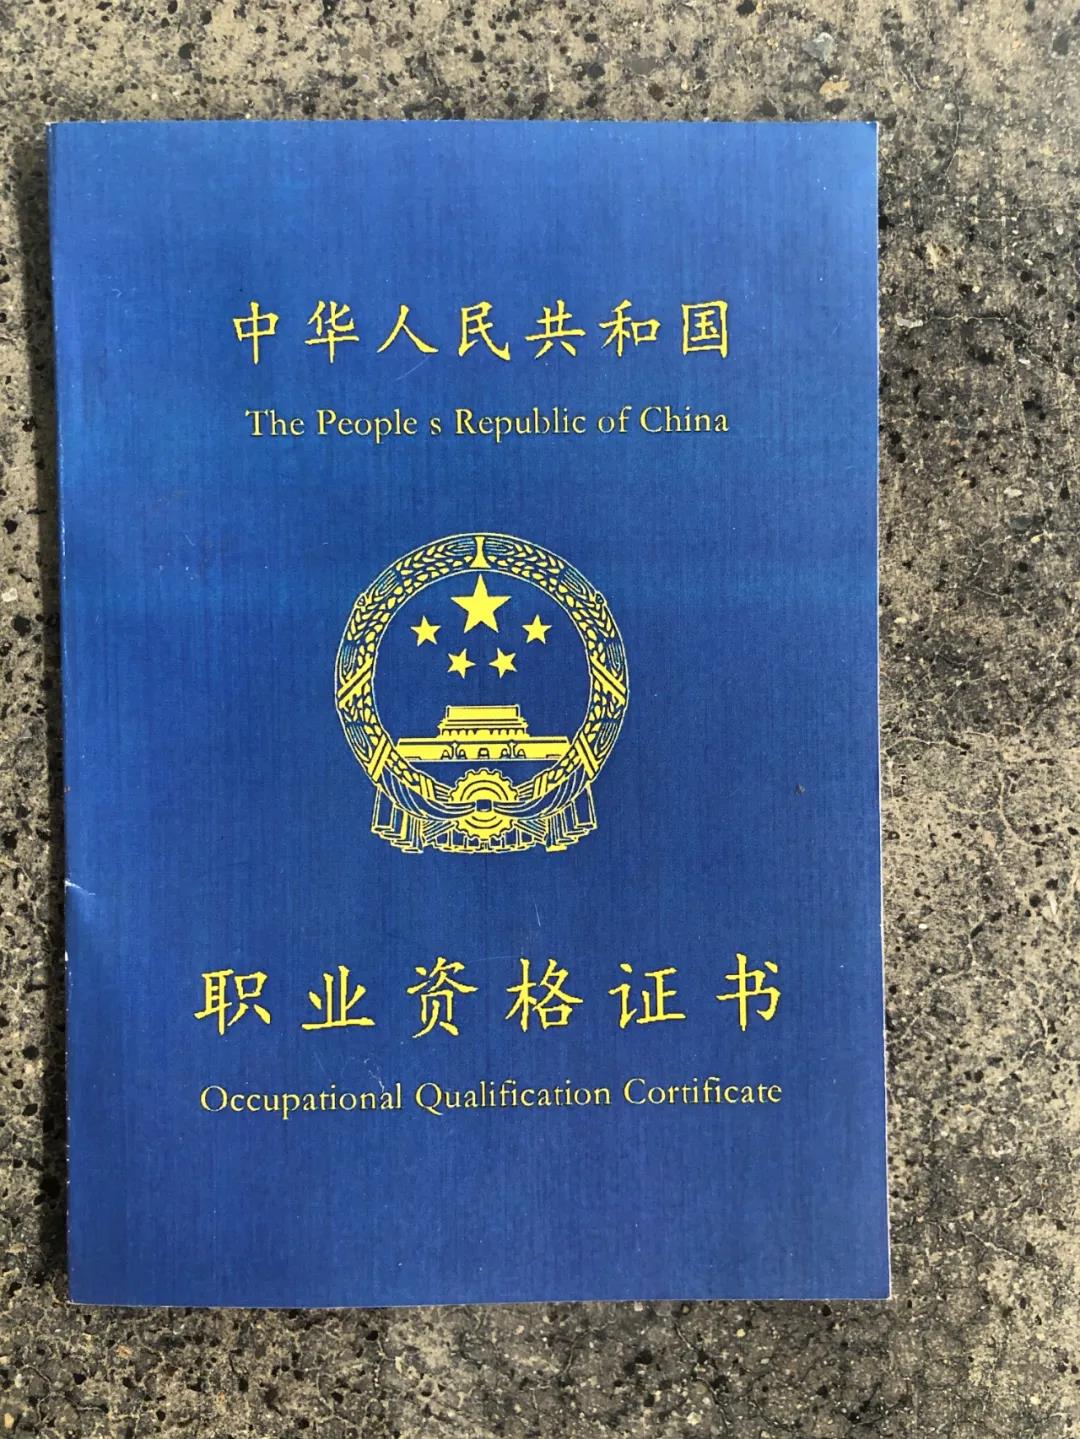 中华人民共和国
The People s Republic of China
职业资格证书
Occupational Qualification Cortificate